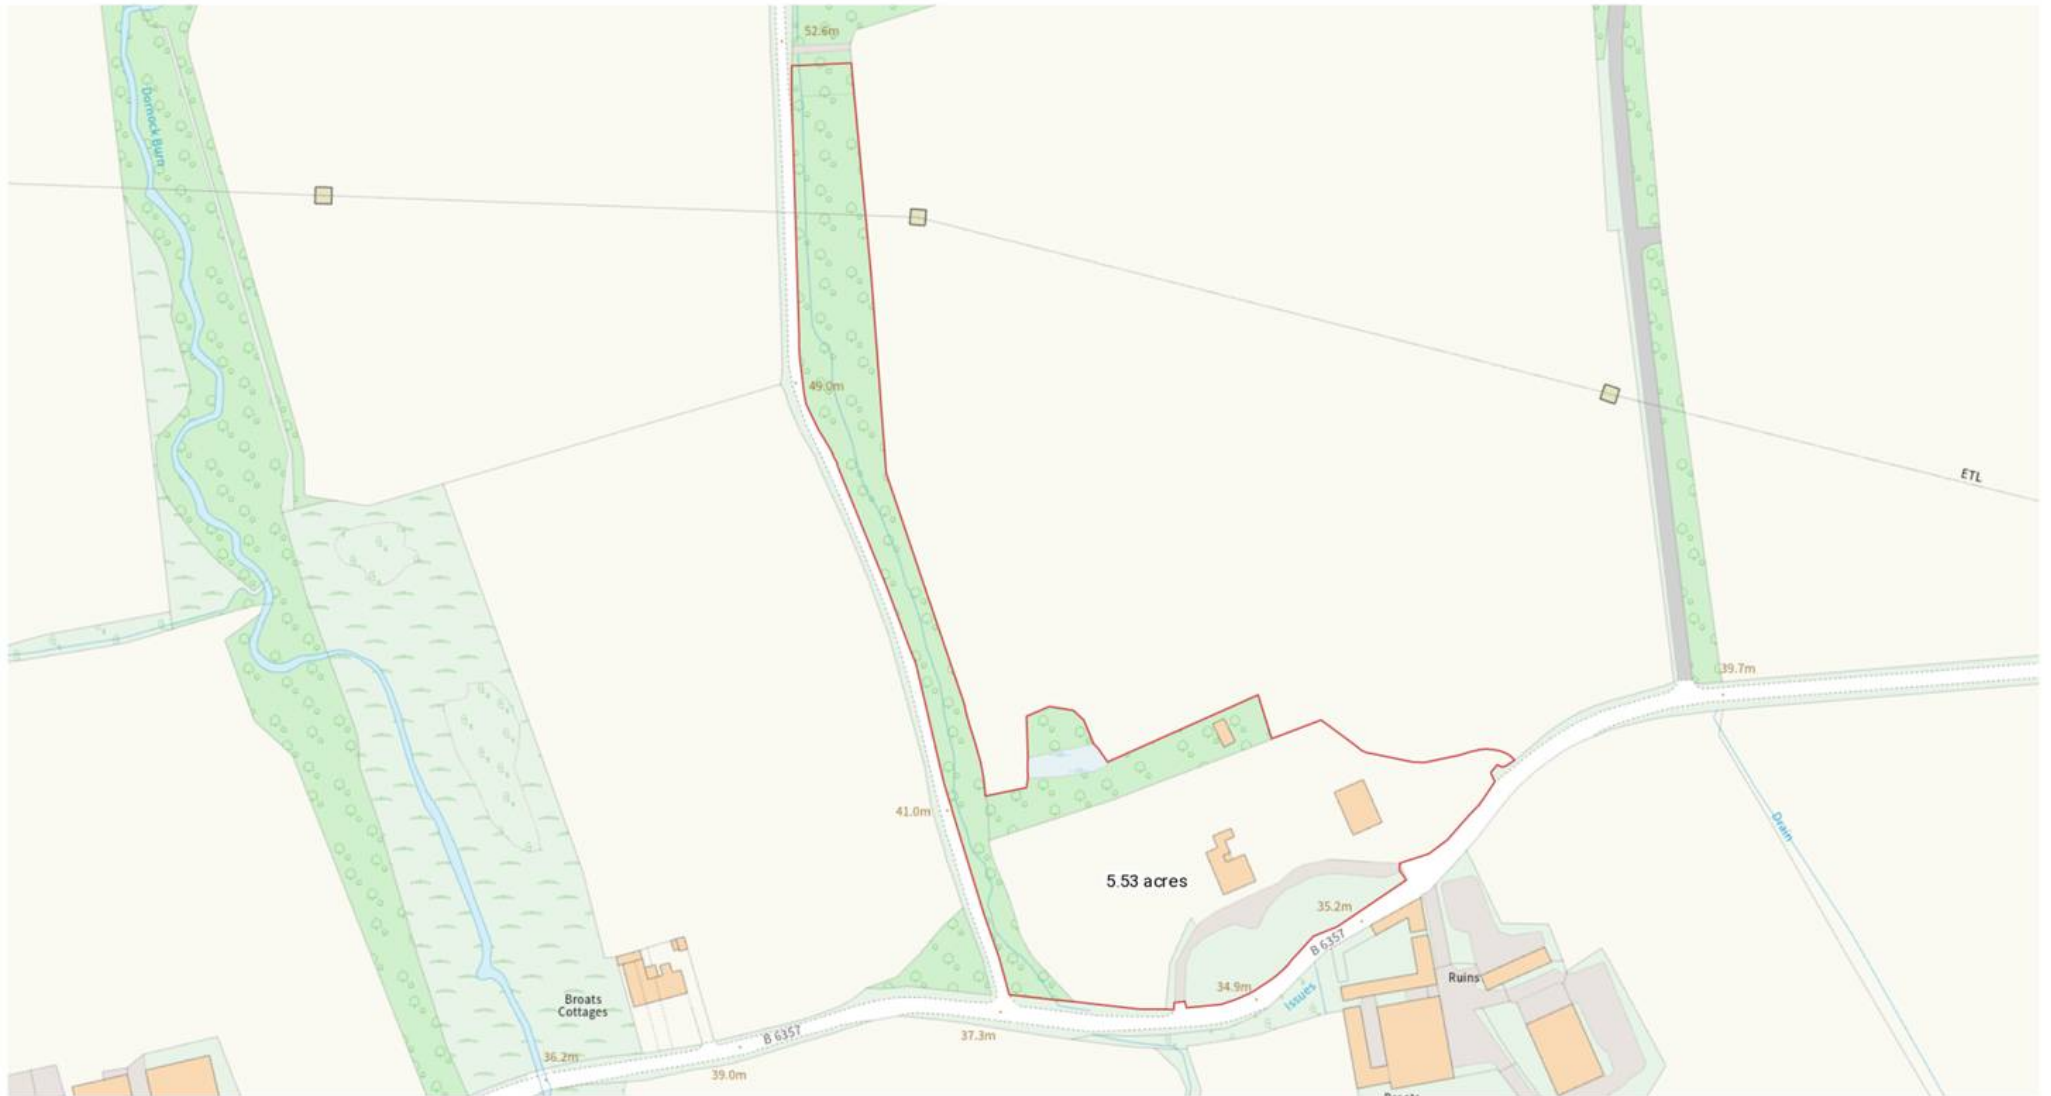 52.6m
Dornock Burn
49.0m
ETL
39.7m
41.0m
5.53 acres
35.2m
B 6357
Ruins
34.9m
Issues
Drain
Broats
Cottages
B 6357
37.3m
36.2m
39.0m